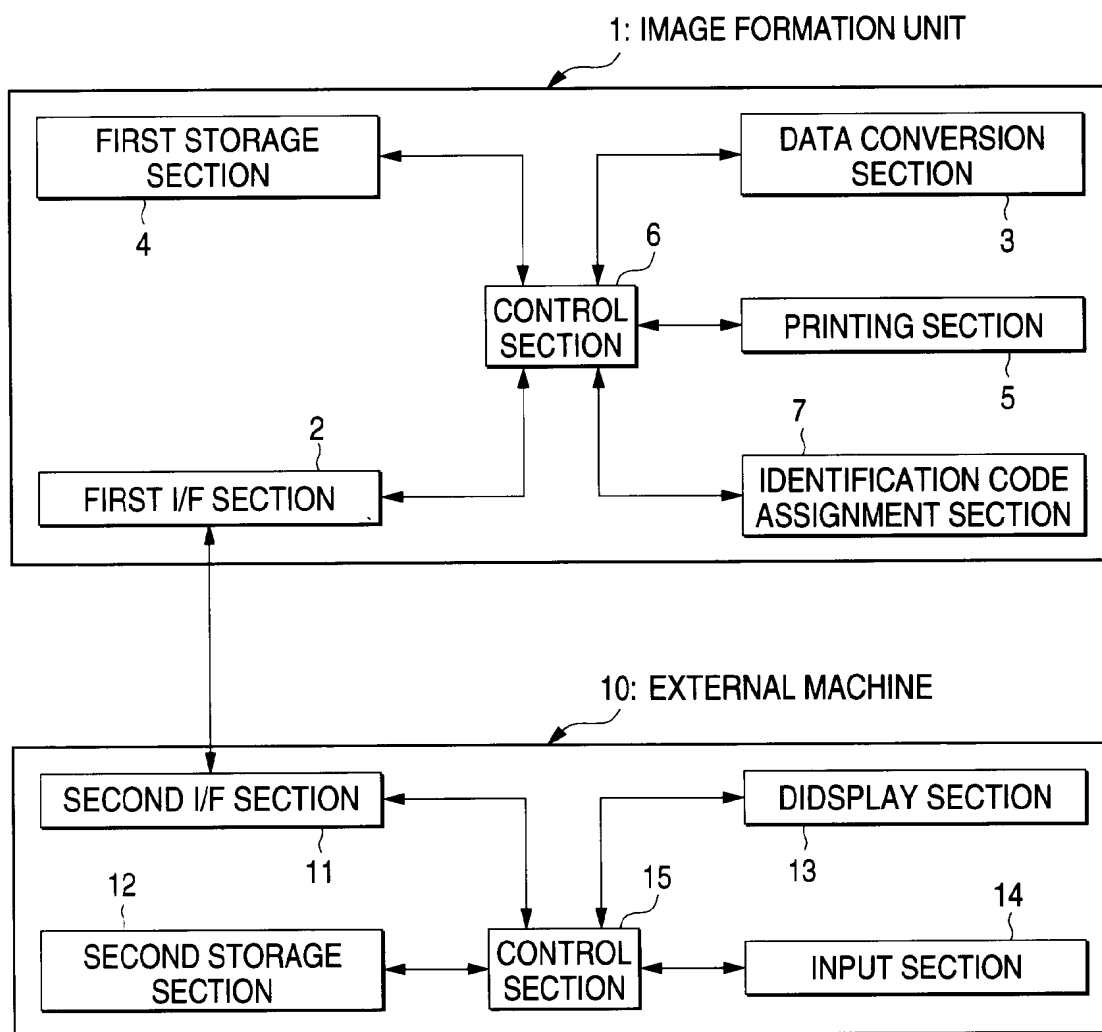 1: IMAGE FORMATION UNIT
FIRST STORAGE
SECTION
4
DATA CONVERSION
SECTION
3
6
CONTROL
SECTION
PRINTING SECTION
5
2
FIRST I/F SECTION
7
IDENTIFICATION CODE
ASSIGNMENT SECTION
10: EXTERNAL MACHINE
SECOND I/F SECTION
11
DIDSPLAY SECTION
13
12
SECOND STORAGE
SECTION
15
CONTROL
SECTION
14
INPUT SECTION